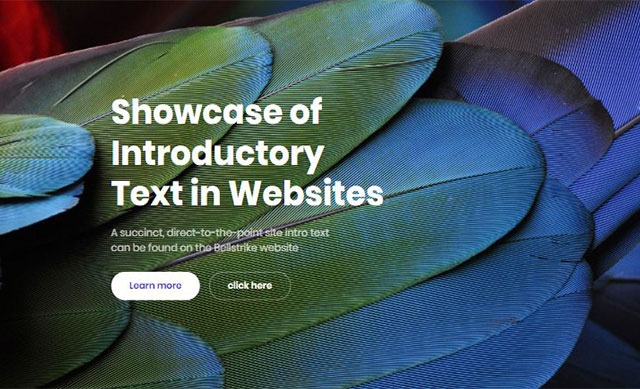 Showcase of
Introductory
Text in Websites
A succinct, direct-to-the-point site intro text
can be found on the Bellstrike website
Learn more
click here